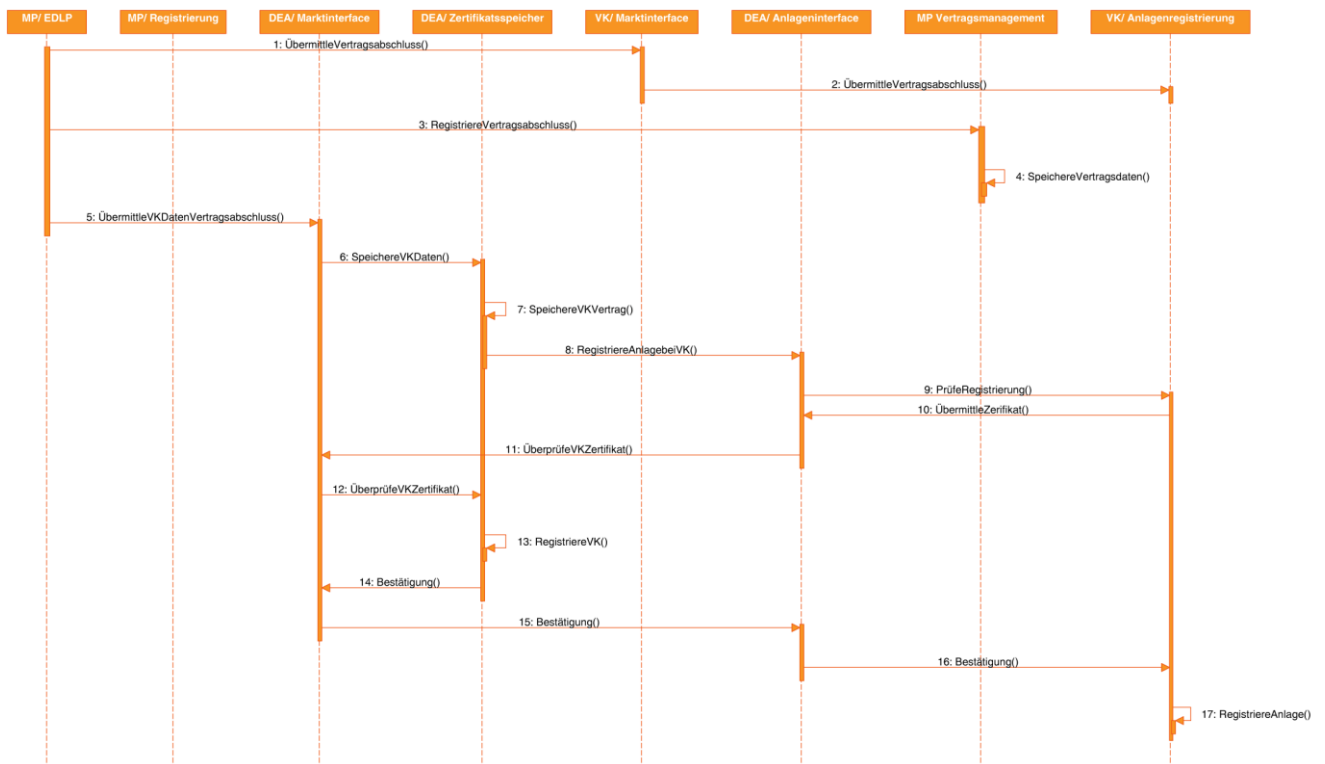 MP/ EDLP
MP/ Registrierung
DEA/ Marktinterface
DEA/ Zertifikatsspeicher
VK/ Marktinterface
DEA/ Anlageninterface
MP Vertragsmanagement
VK/ Anlagenregistrierung
1: ÜbermittleVertragsabschluss()
2: ÜbermittleVertragsabschluss()
3: RegistriereVertragsabschluss()
4: SpeichereVertragsdaten()
5: ÜbermittleVKDatenVertragsabschluss()
6: SpeichereVKDaten()
7: SpeichereVKVertrag()
8: RegistriereAnlagebeiVK()
9: PrüfeRegistrierung()
10: ÜbermittleZerifikat()
11: ÜberprüfeVKZertifikat()
12: ÜberprüfeVKZertifikat()
13: RegistriereVK()
14: Bestätigung()
15: Bestätigung()
16: Bestätigung()
17: RegistriereAnlage()